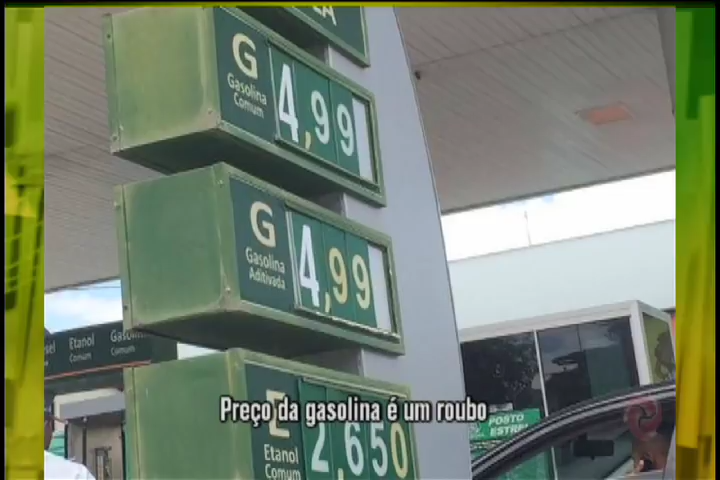 G
Gasolina
Comum
4,99
G
Gasolina
Aditivada
4,99
E
Etanol
Comum
2,650
Etanol
Comum
Gasolina
Comum
POSTO
Preço da gasolina é um roubo